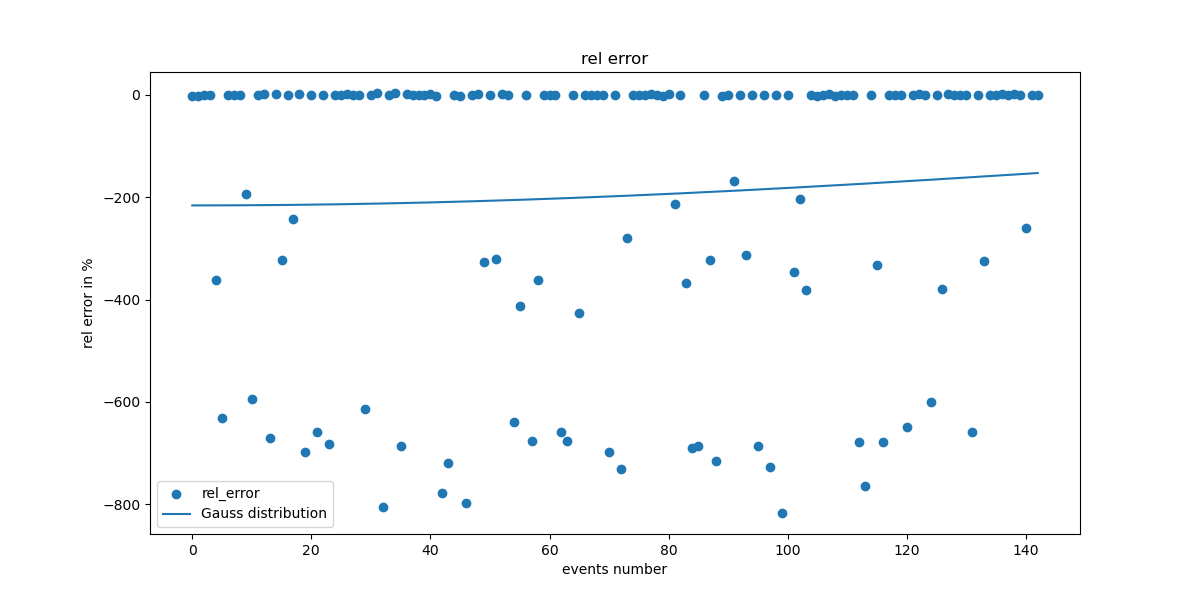 rel error
rel error in %
0
−200
−400
−600
−800
rel_error
Gauss distribution
0 20 40 60 80 100 120 140
events number